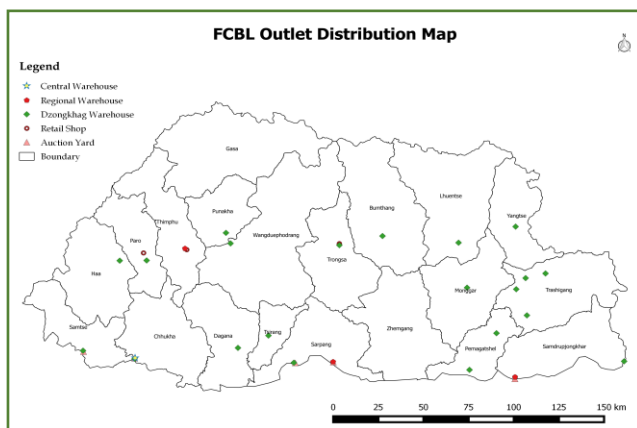 FCBL Outlet Distribution Map
N
Legend
Central Warehouse
Regional Warehouse
Dzongkhag Warehouse
Retail Shop
Auction Yard
Boundary
Gasa
Lhuentse
Thimphu
Punakha
Bumthang
Yangtse
Wangduephodrang
Paro
Haa
Trongsa
Monggar
Trashigang
Samtse
Chhukha
Dagana
Tsirang
Sarpang
Zhemgang
Pemagatshel
Samdrupjongkhar
0 25 50 75 100 125 150 km